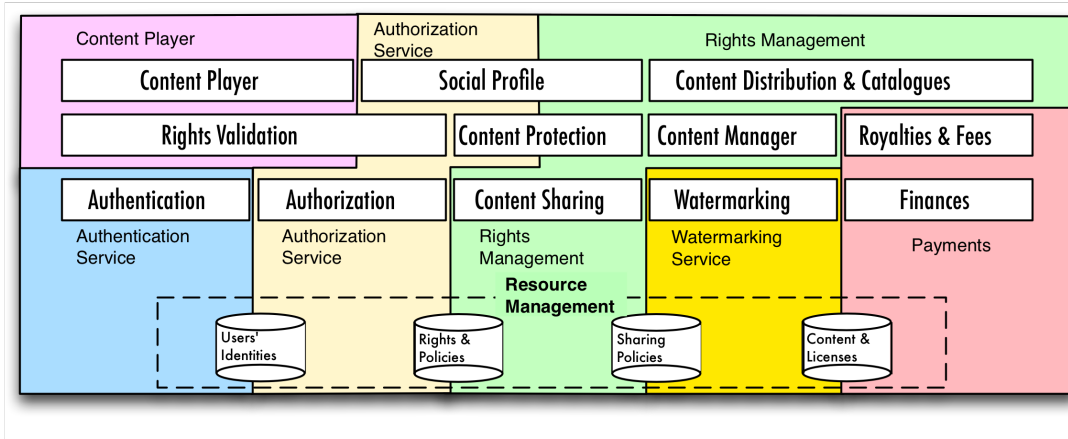 Content Player
Authorization
Service
Rights Management
Content Player
Social Profile
Content Distribution & Catalogues
Rights Validation
Content Protection
Content Manager
Royalties & Fees
Authentication
Authorization
Content Sharing
Watermarking
Finances
Authentication
Service
Authorization
Service
Rights
Management
Watermarking
Service
Payments
Resource
Management
Users'
Identities
Rights &
Policies
Sharing
Policies
Content &
Licenses